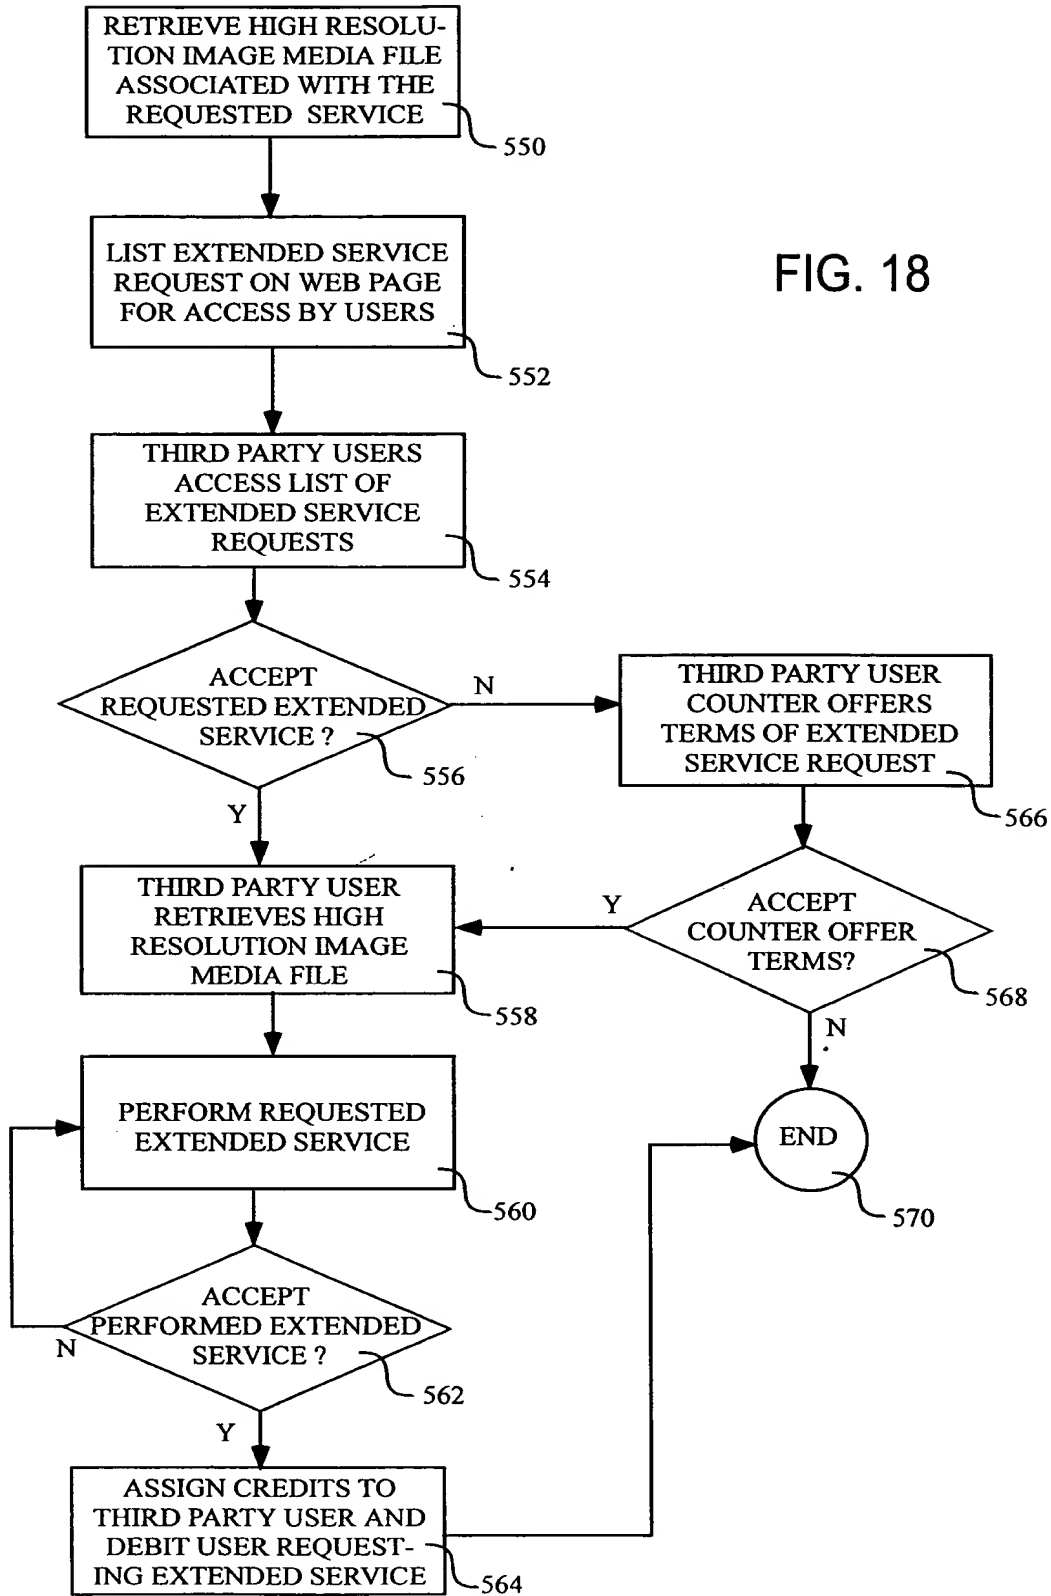 RETRIEVE HIGH RESOLU-
TION IMAGE MEDIA FILE
ASSOCIATED WITH THE
REQUESTED SERVICE
550
LIST EXTENDED SERVICE
REQUEST ON WEB PAGE
FOR ACCESS BY USERS
552
FIG. 18
THIRD PARTY USERS
ACCESS LIST OF
EXTENDED SERVICE
REQUESTS
554
ACCEPT
REQUESTED EXTENDED
SERVICE ?
556
N
Y
THIRD PARTY USER
COUNTER OFFERS
TERMS OF EXTENDED
SERVICE REQUEST
566
ACCEPT
COUNTER OFFER
TERMS?
568
Y
N
THIRD PARTY USER
RETRIEVES HIGH
RESOLUTION IMAGE
MEDIA FILE
558
PERFORM REQUESTED
EXTENDED SERVICE
560
END
570
ACCEPT
PERFORMED EXTENDED
SERVICE ?
562
N
Y
ASSIGN CREDITS TO
THIRD PARTY USER AND
DEBIT USER REQUEST-
ING EXTENDED SERVICE
564